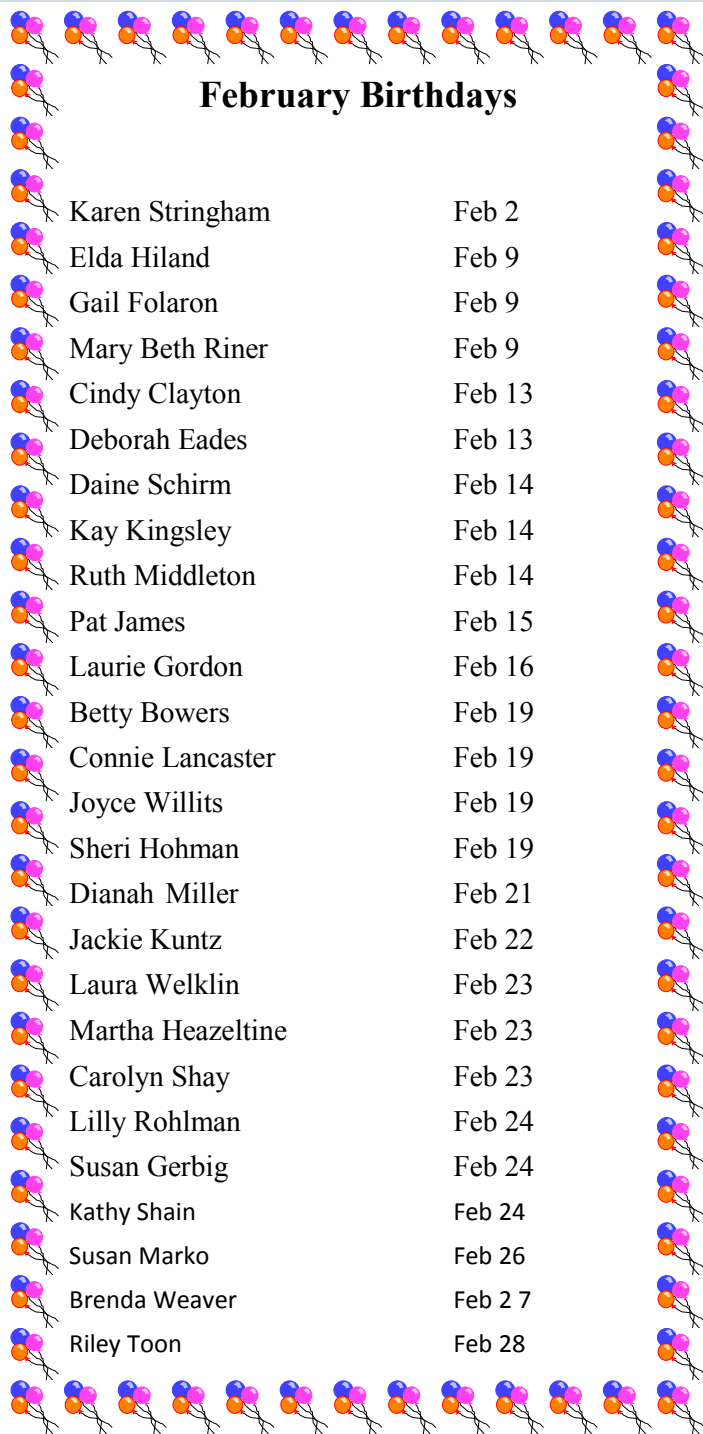 February Birthdays
Karen Stringham Feb 2
Elda Hiland Feb 9
Gail Folaron Feb 9
Mary Beth Riner Feb 9
Cindy Clayton Feb 13
Deborah Eades Feb 13
Daine Schirm Feb 14
Kay Kingsley Feb 14
Ruth Middleton Feb 14
Pat James Feb 15
Laurie Gordon Feb 16
Betty Bowers Feb 19
Connie Lancaster Feb 19
Joyce Willits Feb 19
Sheri Hohman Feb 19
Dianah Miller Feb 21
Jackie Kuntz Feb 22
Laura Welklin Feb 23
Martha Heazeltine Feb 23
Carolyn Shay Feb 23
Lilly Rohlman Feb 24
Susan Gerbig Feb 24
Kathy Shain Feb 24
Susan Marko Feb 26
Brenda Weaver Feb 2 7
Riley Toon Feb 28